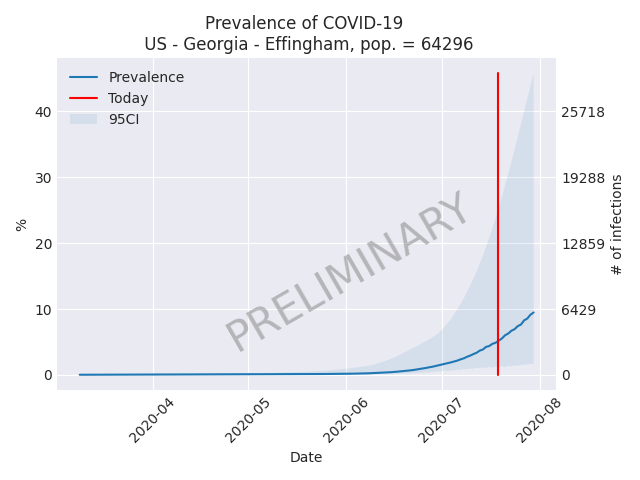 Prevalence of COVID-19
US - Georgia - Effingham, pop. = 64296
Prevalence
Today
95CI
PRELIMINARY
%
40
30
20
10
0
25718
19288
12859
6429
0
# of infections
2020-04
2020-05
2020-06
2020-07
2020-08
Date